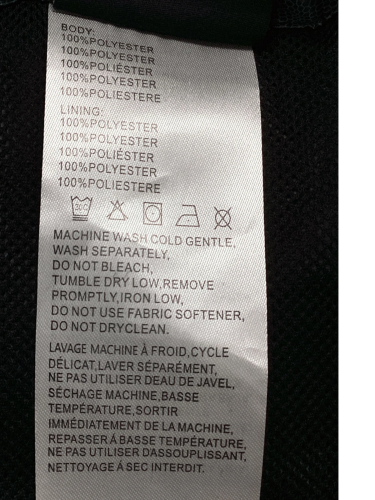 BODY:
100%POLYESTER
100%POLYESTER
100%POLIÉSTER
100%POLYESTER
100%POLIESTERE
LINING:
100%POLYESTER
100%POLYESTER
100%POLIÉSTER
100%POLYESTER
100%POLIESTERE
30°C
MACHINE WASH COLD GENTLE,
WASH SEPARATELY,
DO NOT BLEACH,
TUMBLE DRY LOW,REMOVE
PROMPTLY,IRON LOW,
DO NOT USE FABRIC SOFTENER,
DO NOT DRYCLEAN.
LAVAGE MACHINE À FROID,CYCLE
DÉLICAT,LAVER SÉPARÉMENT,
NE PAS UTILISER D'EAU DE JAVEL,
SÉCHAGE MACHINE,BASSE
TEMPÉRATURE,SORTIR
IMMÉDIATEMENT DE LA MACHINE,
REPASSER À BASSE TEMPÉRATURE,
NE PAS UTILISER D'ASSOUPLISSANT,
NETTOYAGE Á SEC INTERDIT.